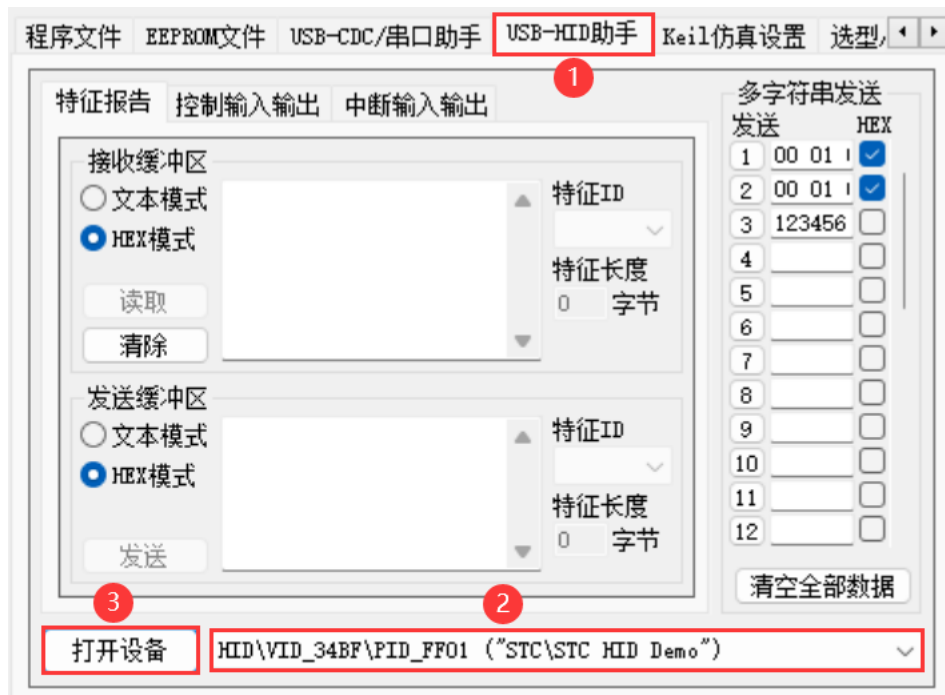 程序文件 EEPROM文件 USB-CDC/串口助手 USB-HID助手 Keil仿真设置 选型/
1
特征报告 控制输入输出 中断输入输出
接收缓冲区
文本模式
HEX模式
读取
清除
特征ID
特征长度
0 字节
发送缓冲区
文本模式
HEX模式
发送
特征ID
特征长度
0 字节
多字符串发送
发送 HEX
1 00 01
2 00 01
3 123456
4
5
6
7
8
9
10
11
12
清空全部数据
3
2
打开设备
HID\VID_34BF\PID_FF01 ("STC\STC HID Demo")